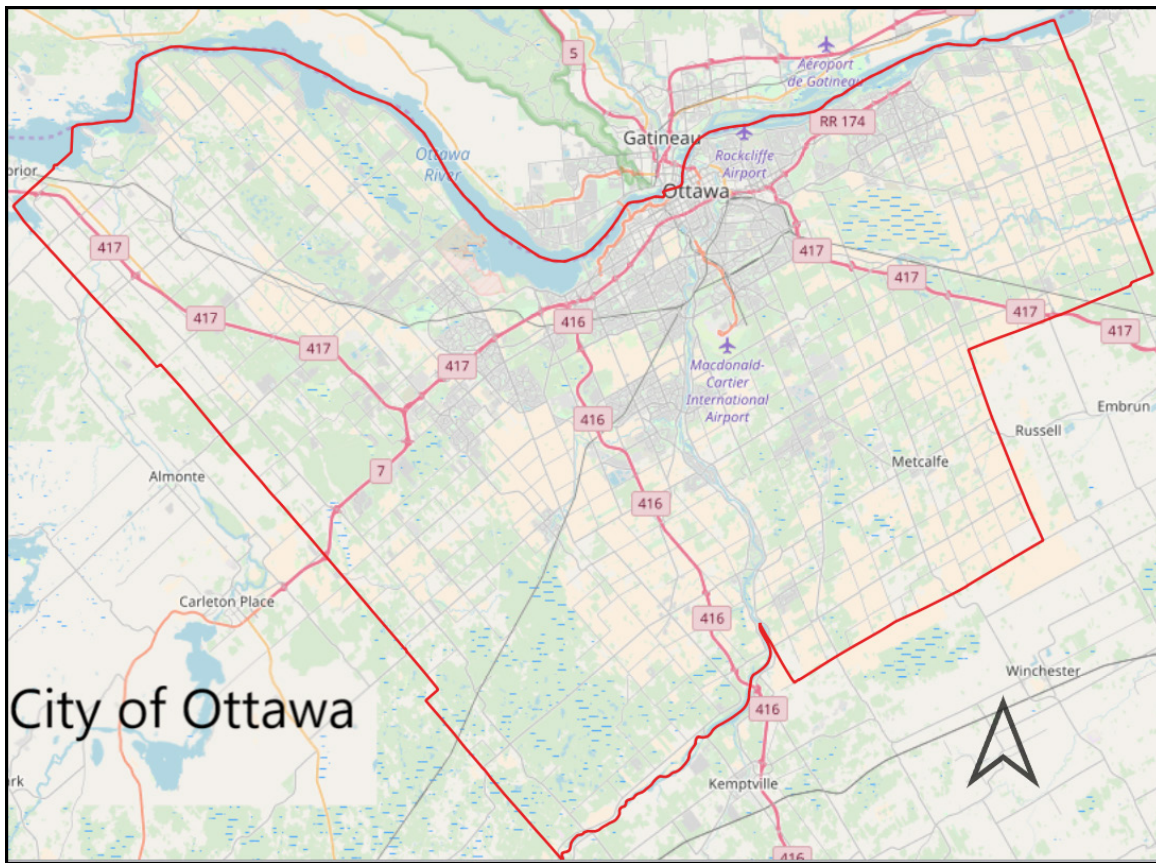 5
Aéroport
de Gatineau
RR 174
Gatineau
Rockcliffe
Airport
Ottawa
River
Ottawa
prior
417
417
417
417
417
417
417
417
416
Macdonald-
Cartier
International
Airport
416
Embrun
Russell
Metcalfe
7
Almonte
416
Carleton Place
416
Winchester
City of Ottawa
416
Kemptville
rk
416